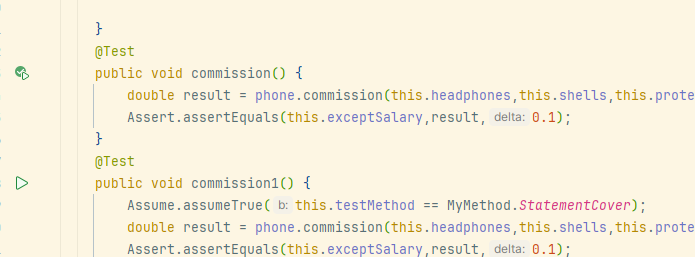 }
@Test
public void commission() {
double result = phone.commission(this.headphones,this.shells,this.prote
Assert.assertEquals(this.exceptSalary,result, delta: 0.1);
}
@Test
public void commission1() {
Assume.assumeTrue( b: this.testMethod == MyMethod.StatementCover);
double result = phone.commission(this.headphones,this.shells,this.prote
Assert.assertEquals(this.exceptSalary,result, delta: 0.1);